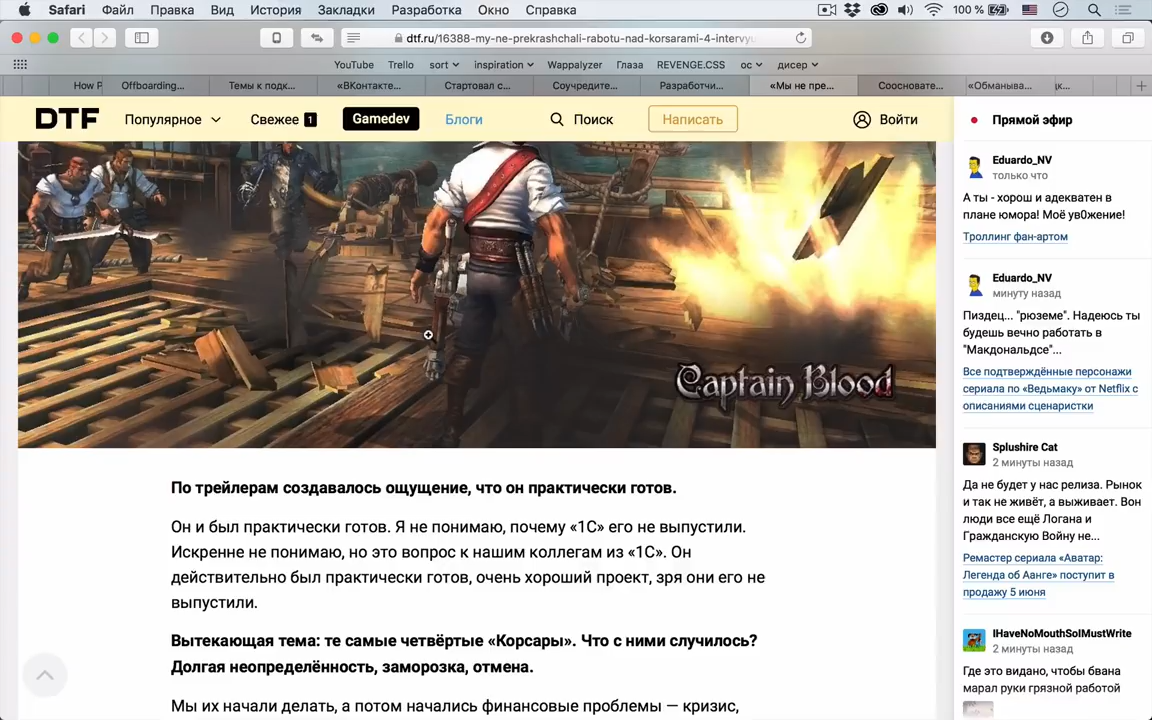 Safari Файл Правка Вид История Закладки Разработка Окно Справка 100 %
dtf.ru/16388-my-ne-prekrashchali-rabotu-nad-korsarami-4-intervyu
YouTube Trello sort inspiration Wappalyzer Глаза REVENGE.CSS ос дисер
How P Offboarding... Темы к подк... «ВКонтакте... Стартовал с... Соучредите... Разработчи... «Мы не пре... Сооснovате... «Обманыва...
DTF Популярное Свежее 1 Gamedev Блоги Поиск Написать Войти
Captain Blood
По трейлерам создавалось ощущение, что он практически готов.
Он и был практически готов. Я не понимаю, почему «1С» его не выпустили.
Искренне не понимаю, но это вопрос к нашим коллегам из «1С». Он
действительно был практически готов, очень хороший проект, зря они его не
выпустили.
Вытекающая тема: те самые четвёртые «Корсары». Что с ними случилось?
Долгая неопределённость, заморозка, отмена.
Мы их начали делать, а потом начались финансовые проблемы — кризис,
Прямой эфир
Eduardo_NV
только что
А ты - хорош и адекватен в
плане юмора! Моё ув0жение!
Троллинг фан-артом
Eduardo_NV
минуту назад
Пиздец... "рюземе". Надеюсь ты
будешь вечно работать в
"Макдональдсе"...
Все подтверждённые персонажи
сериала по «Ведьмаку» от Netflix с
описаниями сценаристки
Splushire Cat
2 минуты назад
Да не будет у нас релиза. Рынок
и так не живёт, а выживает. Вон
люди все ещё Логана и
Гражданскую Войну не...
Ремастер сериала «Аватар:
Легенда об Аанге» поступит в
продажу 5 июня
IHaveNoMouthSoIMustWrite
2 минуты назад
Где это видано, чтобы бвана
марал руки грязной работой